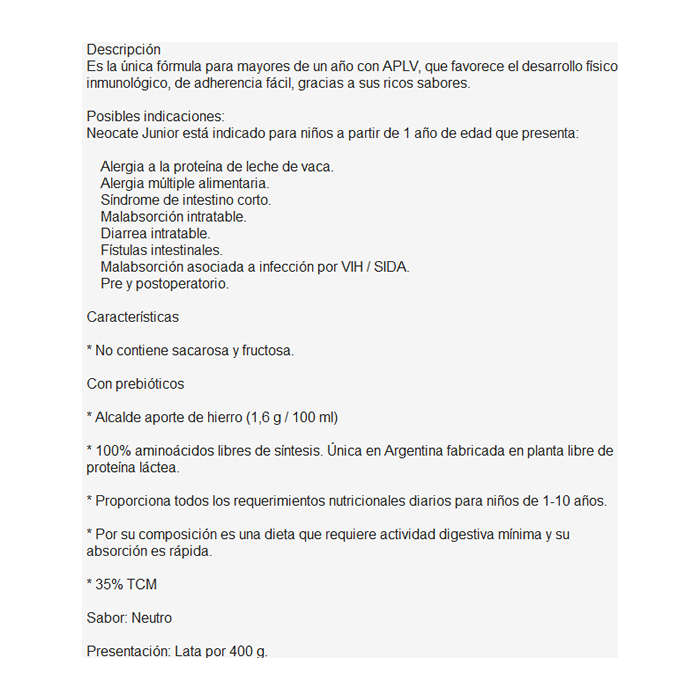 Descripción
Es la única fórmula para mayores de un año con APLV, que favorece el desarrollo físico
inmunológico, de adherencia fácil, gracias a sus ricos sabores.
Posibles indicaciones:
Neocate Junior está indicado para niños a partir de 1 año de edad que presenta:
Alergia a la proteína de leche de vaca.
Alergia múltiple alimentaria.
Síndrome de intestino corto.
Malabsorción intratable.
Diarrea intratable.
Fístulas intestinales.
Malabsorción asociada a infección por VIH / SIDA.
Pre y postoperatorio.
Características
* No contiene sacarosa y fructosa.
Con prebióticos
* Alcalde aporte de hierro (1,6 g / 100 ml)
* 100% aminoácidos libres de síntesis. Única en Argentina fabricada en planta libre de
proteína láctea.
* Proporciona todos los requerimientos nutricionales diarios para niños de 1-10 años.
* Por su composición es una dieta que requiere actividad digestiva mínima y su
absorción es rápida.
* 35% TCM
Sabor: Neutro
Presentación: Lata por 400 g.